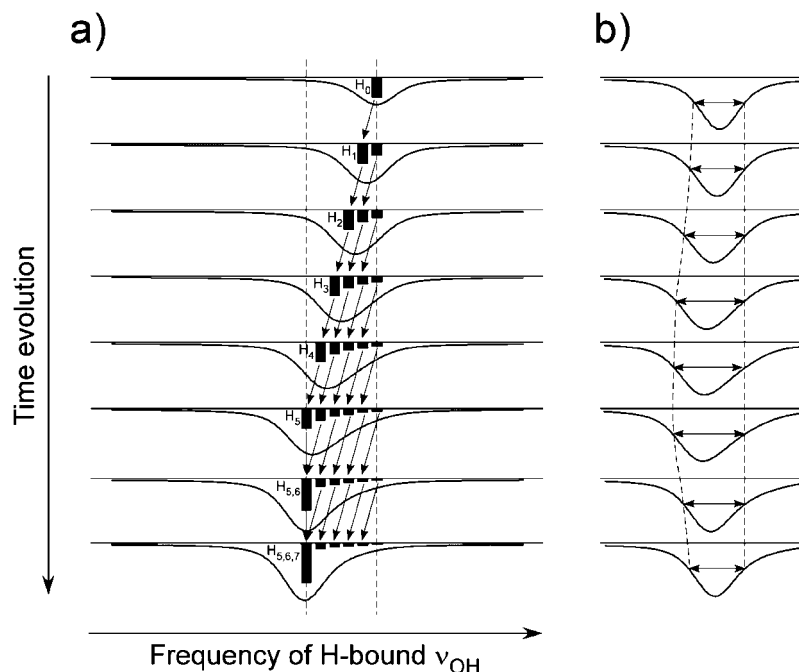 a)
b)
Time evolution
H0
H1
H2
H3
H4
H5
H5,6
H5,6,7
Frequency of H-bound νOH